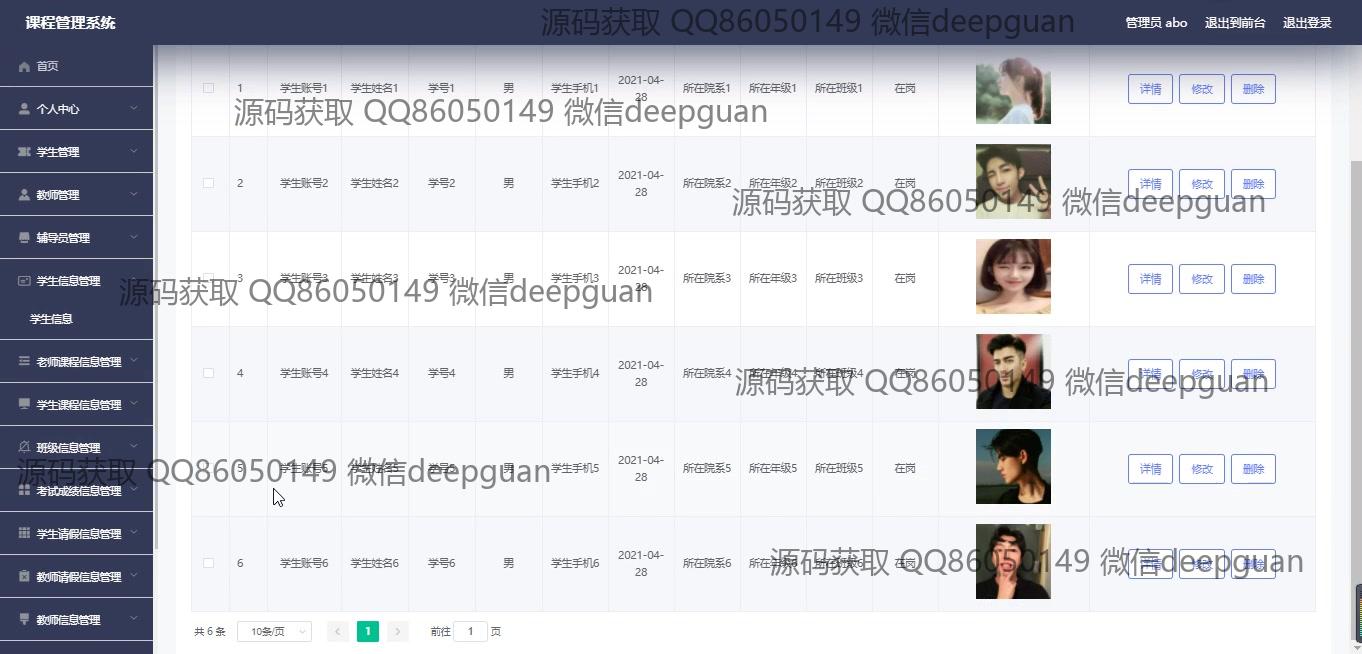 课程管理系统
源码获取 QQ86050149 微信deepguan
管理员 abo 退出到前台 退出登录
首页
个人中心
学生管理
教师管理
辅导员管理
学生信息管理
学生信息
老师课程信息管理
学生课程信息管理
班级信息管理
考试成绩信息管理
学生请假信息管理
教师请假信息管理
教师信息管理
1 学生账号1 学生姓名1 学号1 男 学生手机1 2021-04-28 所在院系1 所在年级1 所在班级1 在岗 详情 修改 删除
源码获取 QQ86050149 微信deepguan
2 学生账号2 学生姓名2 学号2 男 学生手机2 2021-04-28 所在院系2 所在年级2 所在班级2 在岗 详情 修改 删除
源码获取 QQ86050149 微信deepguan
3 学生账号3 学生姓名3 学号3 男 学生手机3 2021-04-28 所在院系3 所在年级3 所在班级3 在岗 详情 修改 删除
源码获取 QQ86050149 微信deepguan
4 学生账号4 学生姓名4 学号4 男 学生手机4 2021-04-28 所在院系4 所在年级4 所在班级4 在岗 详情 修改 删除
源码获取 QQ86050149 微信deepguan
5 学生账号5 学生姓名5 学号5 男 学生手机5 2021-04-28 所在院系5 所在年级5 所在班级5 在岗 详情 修改 删除
源码获取 QQ86050149 微信deepguan
6 学生账号6 学生姓名6 学号6 男 学生手机6 2021-04-28 所在院系6 所在年级6 所在班级6 在岗 详情 修改 删除
源码获取 QQ86050149 微信deepguan
共 6 条 10条/页 1 前往 1 页